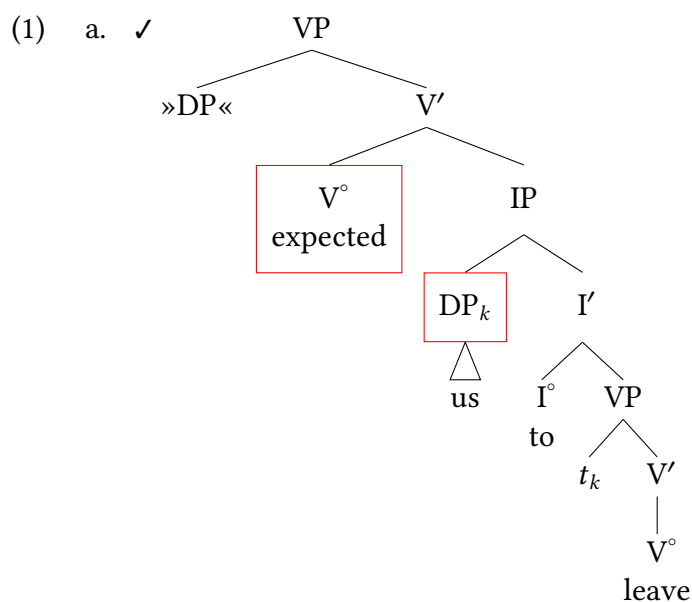 (1) a. ✓ VP
»DP« V′
V° IP
expected
DPₖ I′
us I° VP
to
tₖ V′
V°
leave